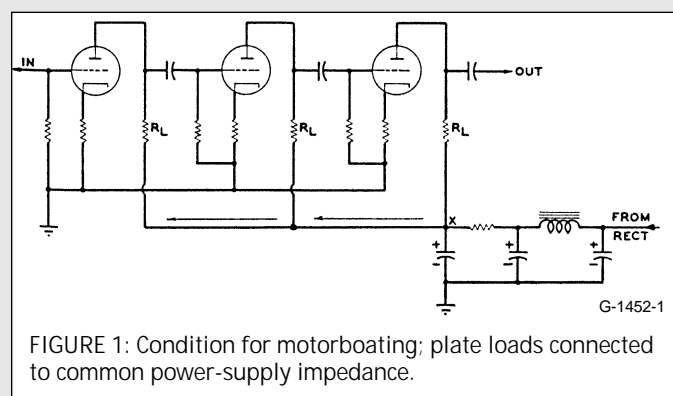 IN
OUT
RL
RL
RL
X
FROM
RECT
+
-
+
-
+
-
G-1452-1
FIGURE 1: Condition for motorboating; plate loads connected
to common power-supply impedance.